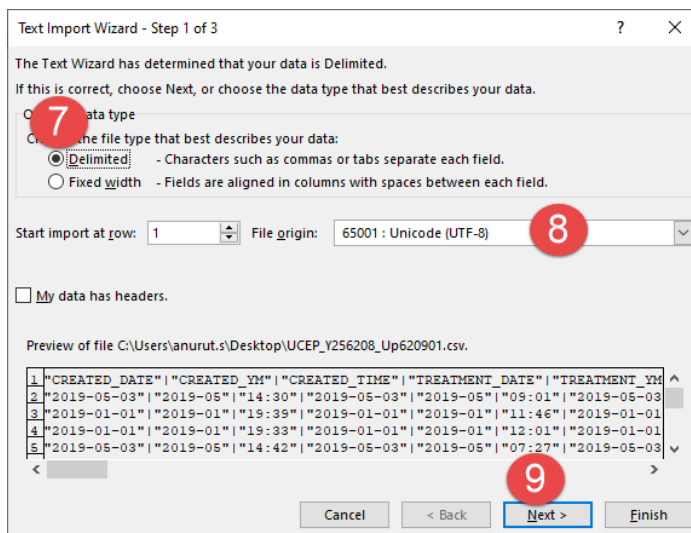 Text Import Wizard - Step 1 of 3 ? ×
The Text Wizard has determined that your data is Delimited.
If this is correct, choose Next, or choose the data type that best describes your data.
7
data type
the file type that best describes your data:
Delimited - Characters such as commas or tabs separate each field.
Fixed width - Fields are aligned in columns with spaces between each field.
Start import at row: 1 File origin: 65001 : Unicode (UTF-8) 8
My data has headers.
Preview of file C:\Users\anurut.s\Desktop\UCEP_Y256208_Up620901.csv.
1 "CREATED_DATE"|"CREATED_YM"|"CREATED_TIME"|"TREATMENT_DATE"|"TREATMENT_YM
2 "2019-05-03"|"2019-05"|"14:30"|"2019-05-03"|"2019-05"|"09:01"|"2019-05-03
3 "2019-01-01"|"2019-01"|"19:39"|"2019-01-01"|"2019-01"|"11:46"|"2019-01-01
4 "2019-01-01"|"2019-01"|"19:33"|"2019-01-01"|"2019-01"|"12:01"|"2019-01-01
5 "2019-05-03"|"2019-05"|"14:42"|"2019-05-03"|"2019-05"|"07:27"|"2019-05-03
9
Cancel < Back Next > Finish